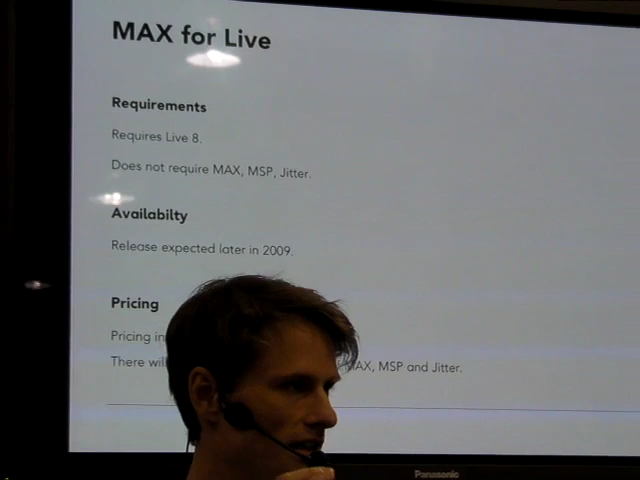 MAX for Live
Requirements
Requires Live 8.
Does not require MAX, MSP, Jitter.
Availabilty
Release expected later in 2009.
Pricing
Pricing in
There will MAX, MSP and Jitter.
Panasonic